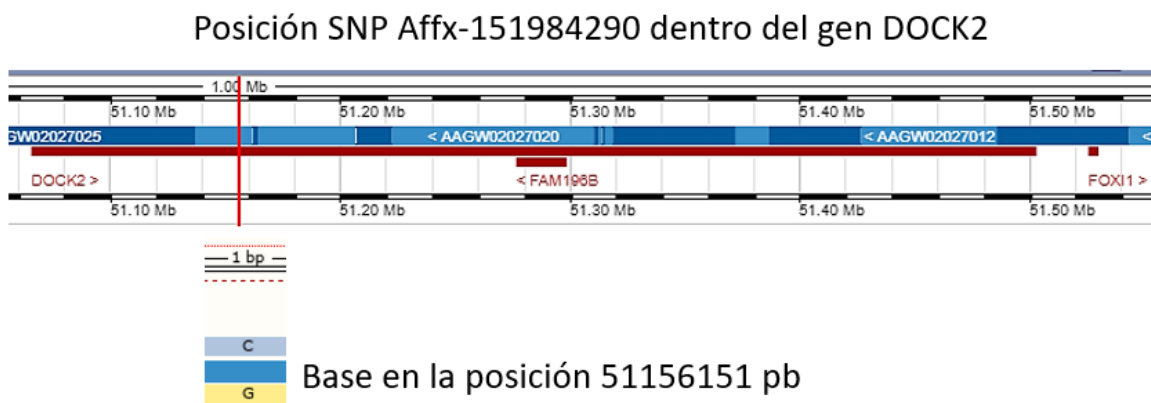 Posición SNP Affx-151984290 dentro del gen DOCK2
1.00 Mb
51.10 Mb 51.20 Mb 51.30 Mb 51.40 Mb 51.50 Mb
GW02027025 < AAGW02027020 < AAGW02027012 <
DOCK2 > < FAM196B FOXI1 >
51.10 Mb 51.20 Mb 51.30 Mb 51.40 Mb 51.50 Mb
1 bp
C
Base en la posición 51156151 pb
G